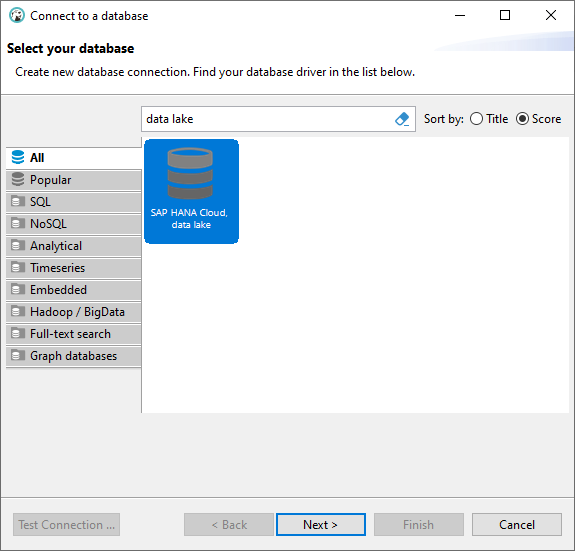 Connect to a database
Select your database
Create new database connection. Find your database driver in the list below.
data lake
Sort by:
Title
Score
All
Popular
SQL
NoSQL
Analytical
Timeseries
Embedded
Hadoop / BigData
Full-text search
Graph databases
SAP HANA Cloud,
data lake
Test Connection ...
< Back
Next >
Finish
Cancel